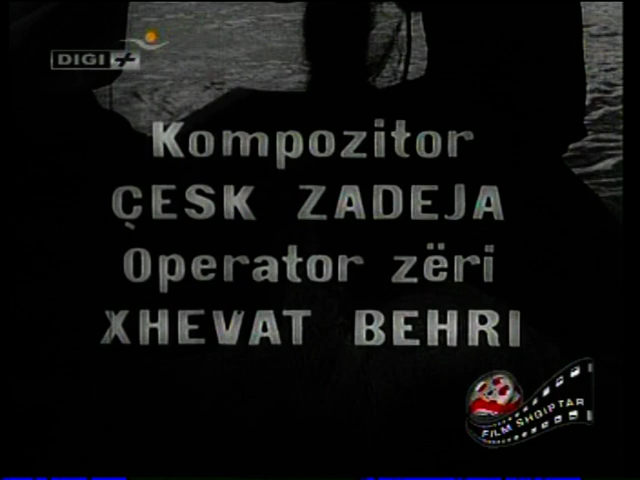 DIGI +
Kompozitor
ÇESK ZADEJA
Operator zëri
XHEVAT BEHRI
FILM SHQIPTAR